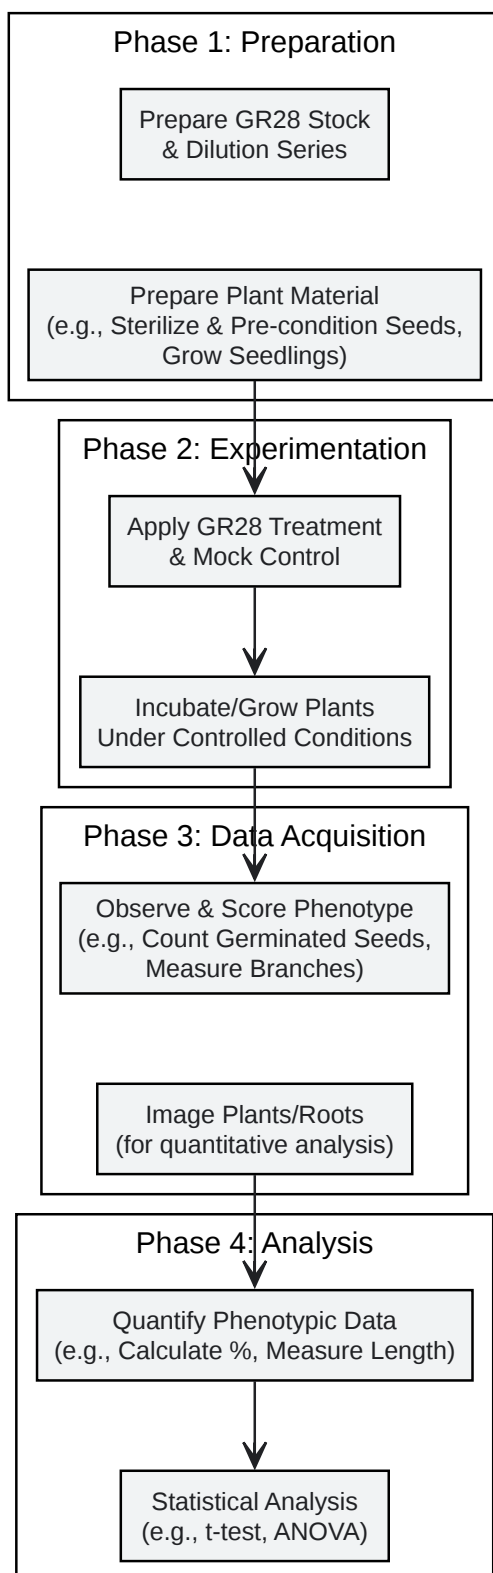 Phase 1: Preparation
Prepare GR28 Stock
& Dilution Series
Prepare Plant Material
(e.g., Sterilize & Pre-condition Seeds,
Grow Seedlings)
Phase 2: Experimentation
Apply GR28 Treatment
& Mock Control
Incubate/Grow Plants
Under Controlled Conditions
Phase 3: Data Acquisition
Observe & Score Phenotype
(e.g., Count Germinated Seeds,
Measure Branches)
Image Plants/Roots
(for quantitative analysis)
Phase 4: Analysis
Quantify Phenotypic Data
(e.g., Calculate %, Measure Length)
Statistical Analysis
(e.g., t-test, ANOVA)